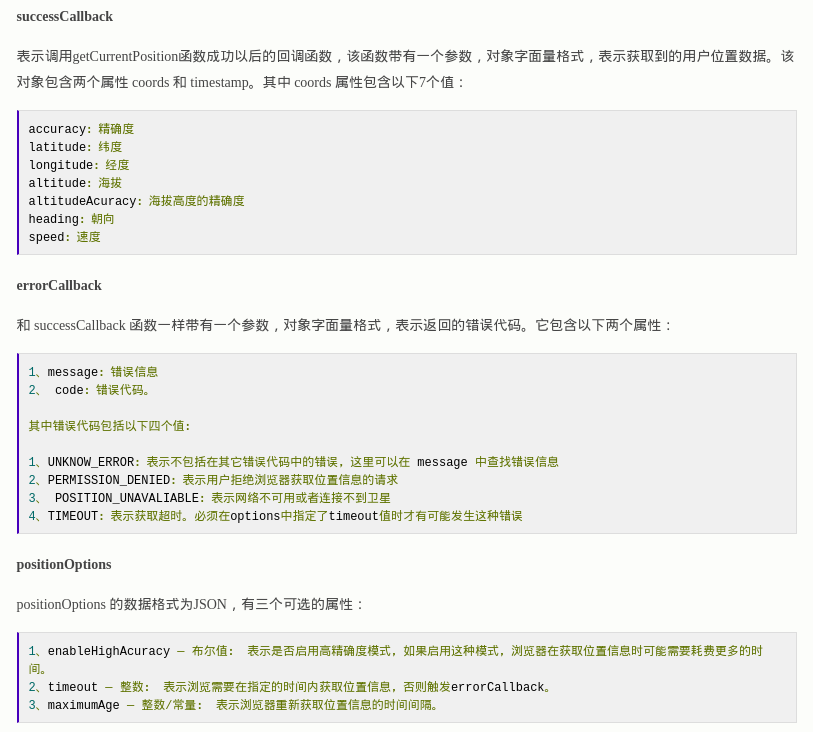 successCallback
表示调用getCurrentPosition函数成功以后的回调函数，该函数带有一个参数，对象字面量格式，表示获取到的用户位置数据。该
对象包含两个属性 coords 和 timestamp。其中 coords 属性包含以下7个值：
accuracy: 精确度
latitude: 纬度
longitude: 经度
altitude: 海拔
altitudeAcuracy: 海拔高度的精确度
heading: 朝向
speed: 速度
errorCallback
和 successCallback 函数一样带有一个参数，对象字面量格式，表示返回的错误代码。它包含以下两个属性：
1、message: 错误信息
2、 code: 错误代码。
其中错误代码包括以下四个值:
1、UNKNOW_ERROR: 表示不包括在其它错误代码中的错误, 这里可以在 message 中查找错误信息
2、PERMISSION_DENIED: 表示用户拒绝浏览器获取位置信息的请求
3、 POSITION_UNAVALIABLE: 表示网络不可用或者连接不到卫星
4、TIMEOUT: 表示获取超时。必须在options中指定了timeout值时才有可能发生这种错误
positionOptions
positionOptions 的数据格式为JSON，有三个可选的属性：
1、enableHighAcuracy — 布尔值: 表示是否启用高精确度模式, 如果启用这种模式, 浏览器在获取位置信息时可能需要耗费更多的时
间。
2、timeout — 整数: 表示浏览需要在指定的时间内获取位置信息, 否则触发errorCallback。
3、maximumAge — 整数/常量: 表示浏览器重新获取位置信息的时间间隔。